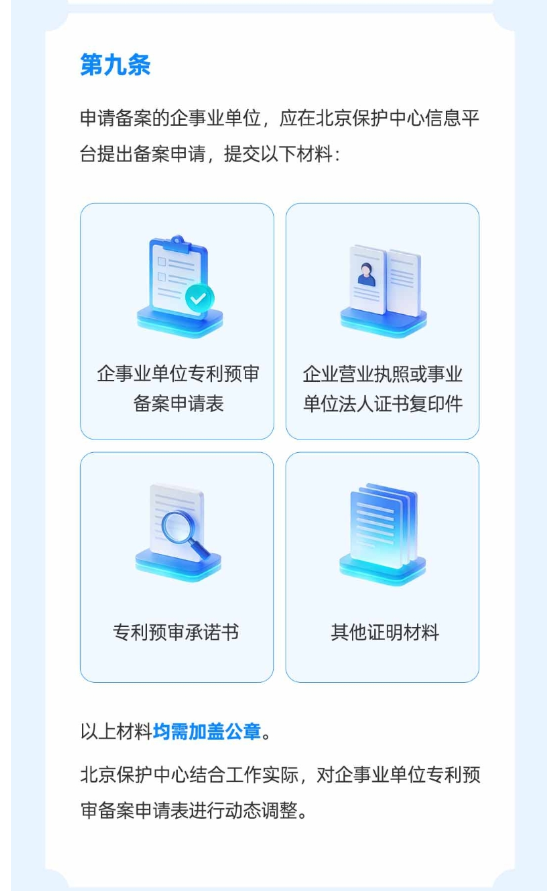 第九条
申请备案的企事业单位，应在北京保护中心信息平
台提出备案申请，提交以下材料：
企事业单位专利预审
备案申请表
企业营业执照或事业
单位法人证书复印件
专利预审承诺书
其他证明材料
以上材料均需加盖公章。
北京保护中心结合工作实际，对企事业单位专利预
审备案申请表进行动态调整。